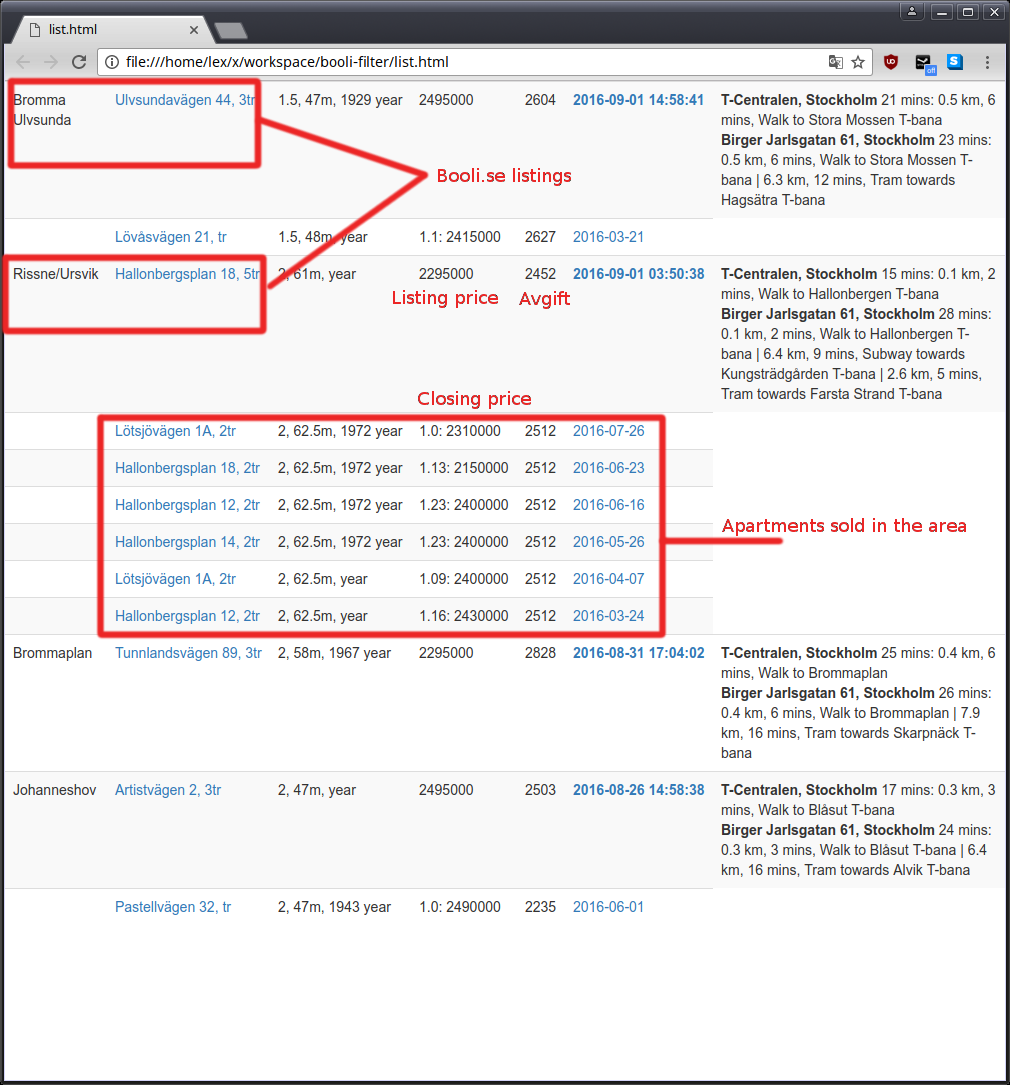 list.html
file:///home/lex/x/workspace/booli-filter/list.html
UD
off
S
Bromma Ulvsundavägen 44, 3tr 1.5, 47m, 1929 year 2495000 2604 2016-09-01 14:58:41 T-Centralen, Stockholm 21 mins: 0.5 km, 6
Ulvsunda mins, Walk to Stora Mossen T-bana
Birger Jarlsgatan 61, Stockholm 23 mins:
0.5 km, 6 mins, Walk to Stora Mossen T-
Booli.se listings
bana | 6.3 km, 12 mins, Tram towards
Hagsätra T-bana
Lövåsvägen 21, tr 1.5, 48m, year 1.1: 2415000 2627 2016-03-21
Rissne/Ursvik Hallonbergsplan 18, 5tr 2, 61m, year 2295000 2452 2016-09-01 03:50:38 T-Centralen, Stockholm 15 mins: 0.1 km, 2
Listing price Avgift
mins, Walk to Hallonbergen T-bana
Birger Jarlsgatan 61, Stockholm 28 mins:
0.1 km, 2 mins, Walk to Hallonbergen T-
bana | 6.4 km, 9 mins, Subway towards
Kungsträdgården T-bana | 2.6 km, 5 mins,
Tram towards Farsta Strand T-bana
Closing price
Lötsjövägen 1A, 2tr 2, 62.5m, 1972 year 1.0: 2310000 2512 2016-07-26
Hallonbergsplan 18, 2tr 2, 62.5m, 1972 year 1.13: 2150000 2512 2016-06-23
Hallonbergsplan 12, 2tr 2, 62.5m, 1972 year 1.23: 2400000 2512 2016-06-16
Apartments sold in the area
Hallonbergsplan 14, 2tr 2, 62.5m, 1972 year 1.23: 2400000 2512 2016-05-26
Lötsjövägen 1A, 2tr 2, 62.5m, year 1.09: 2400000 2512 2016-04-07
Hallonbergsplan 12, 2tr 2, 62.5m, year 1.16: 2430000 2512 2016-03-24
Brommaplan Tunnlandsvägen 89, 3tr 2, 58m, 1967 year 2295000 2828 2016-08-31 17:04:02 T-Centralen, Stockholm 25 mins: 0.4 km, 6
mins, Walk to Brommaplan
Birger Jarlsgatan 61, Stockholm 26 mins:
0.4 km, 6 mins, Walk to Brommaplan | 7.9
km, 16 mins, Tram towards Skarpnäck T-
bana
Johanneshov Artistvägen 2, 3tr 2, 47m, year 2495000 2503 2016-08-26 14:58:38 T-Centralen, Stockholm 17 mins: 0.3 km, 3
mins, Walk to Blåsut T-bana
Birger Jarlsgatan 61, Stockholm 24 mins:
0.3 km, 3 mins, Walk to Blåsut T-bana | 6.4
km, 16 mins, Tram towards Alvik T-bana
Pastellvägen 32, tr 2, 47m, 1943 year 1.0: 2490000 2235 2016-06-01